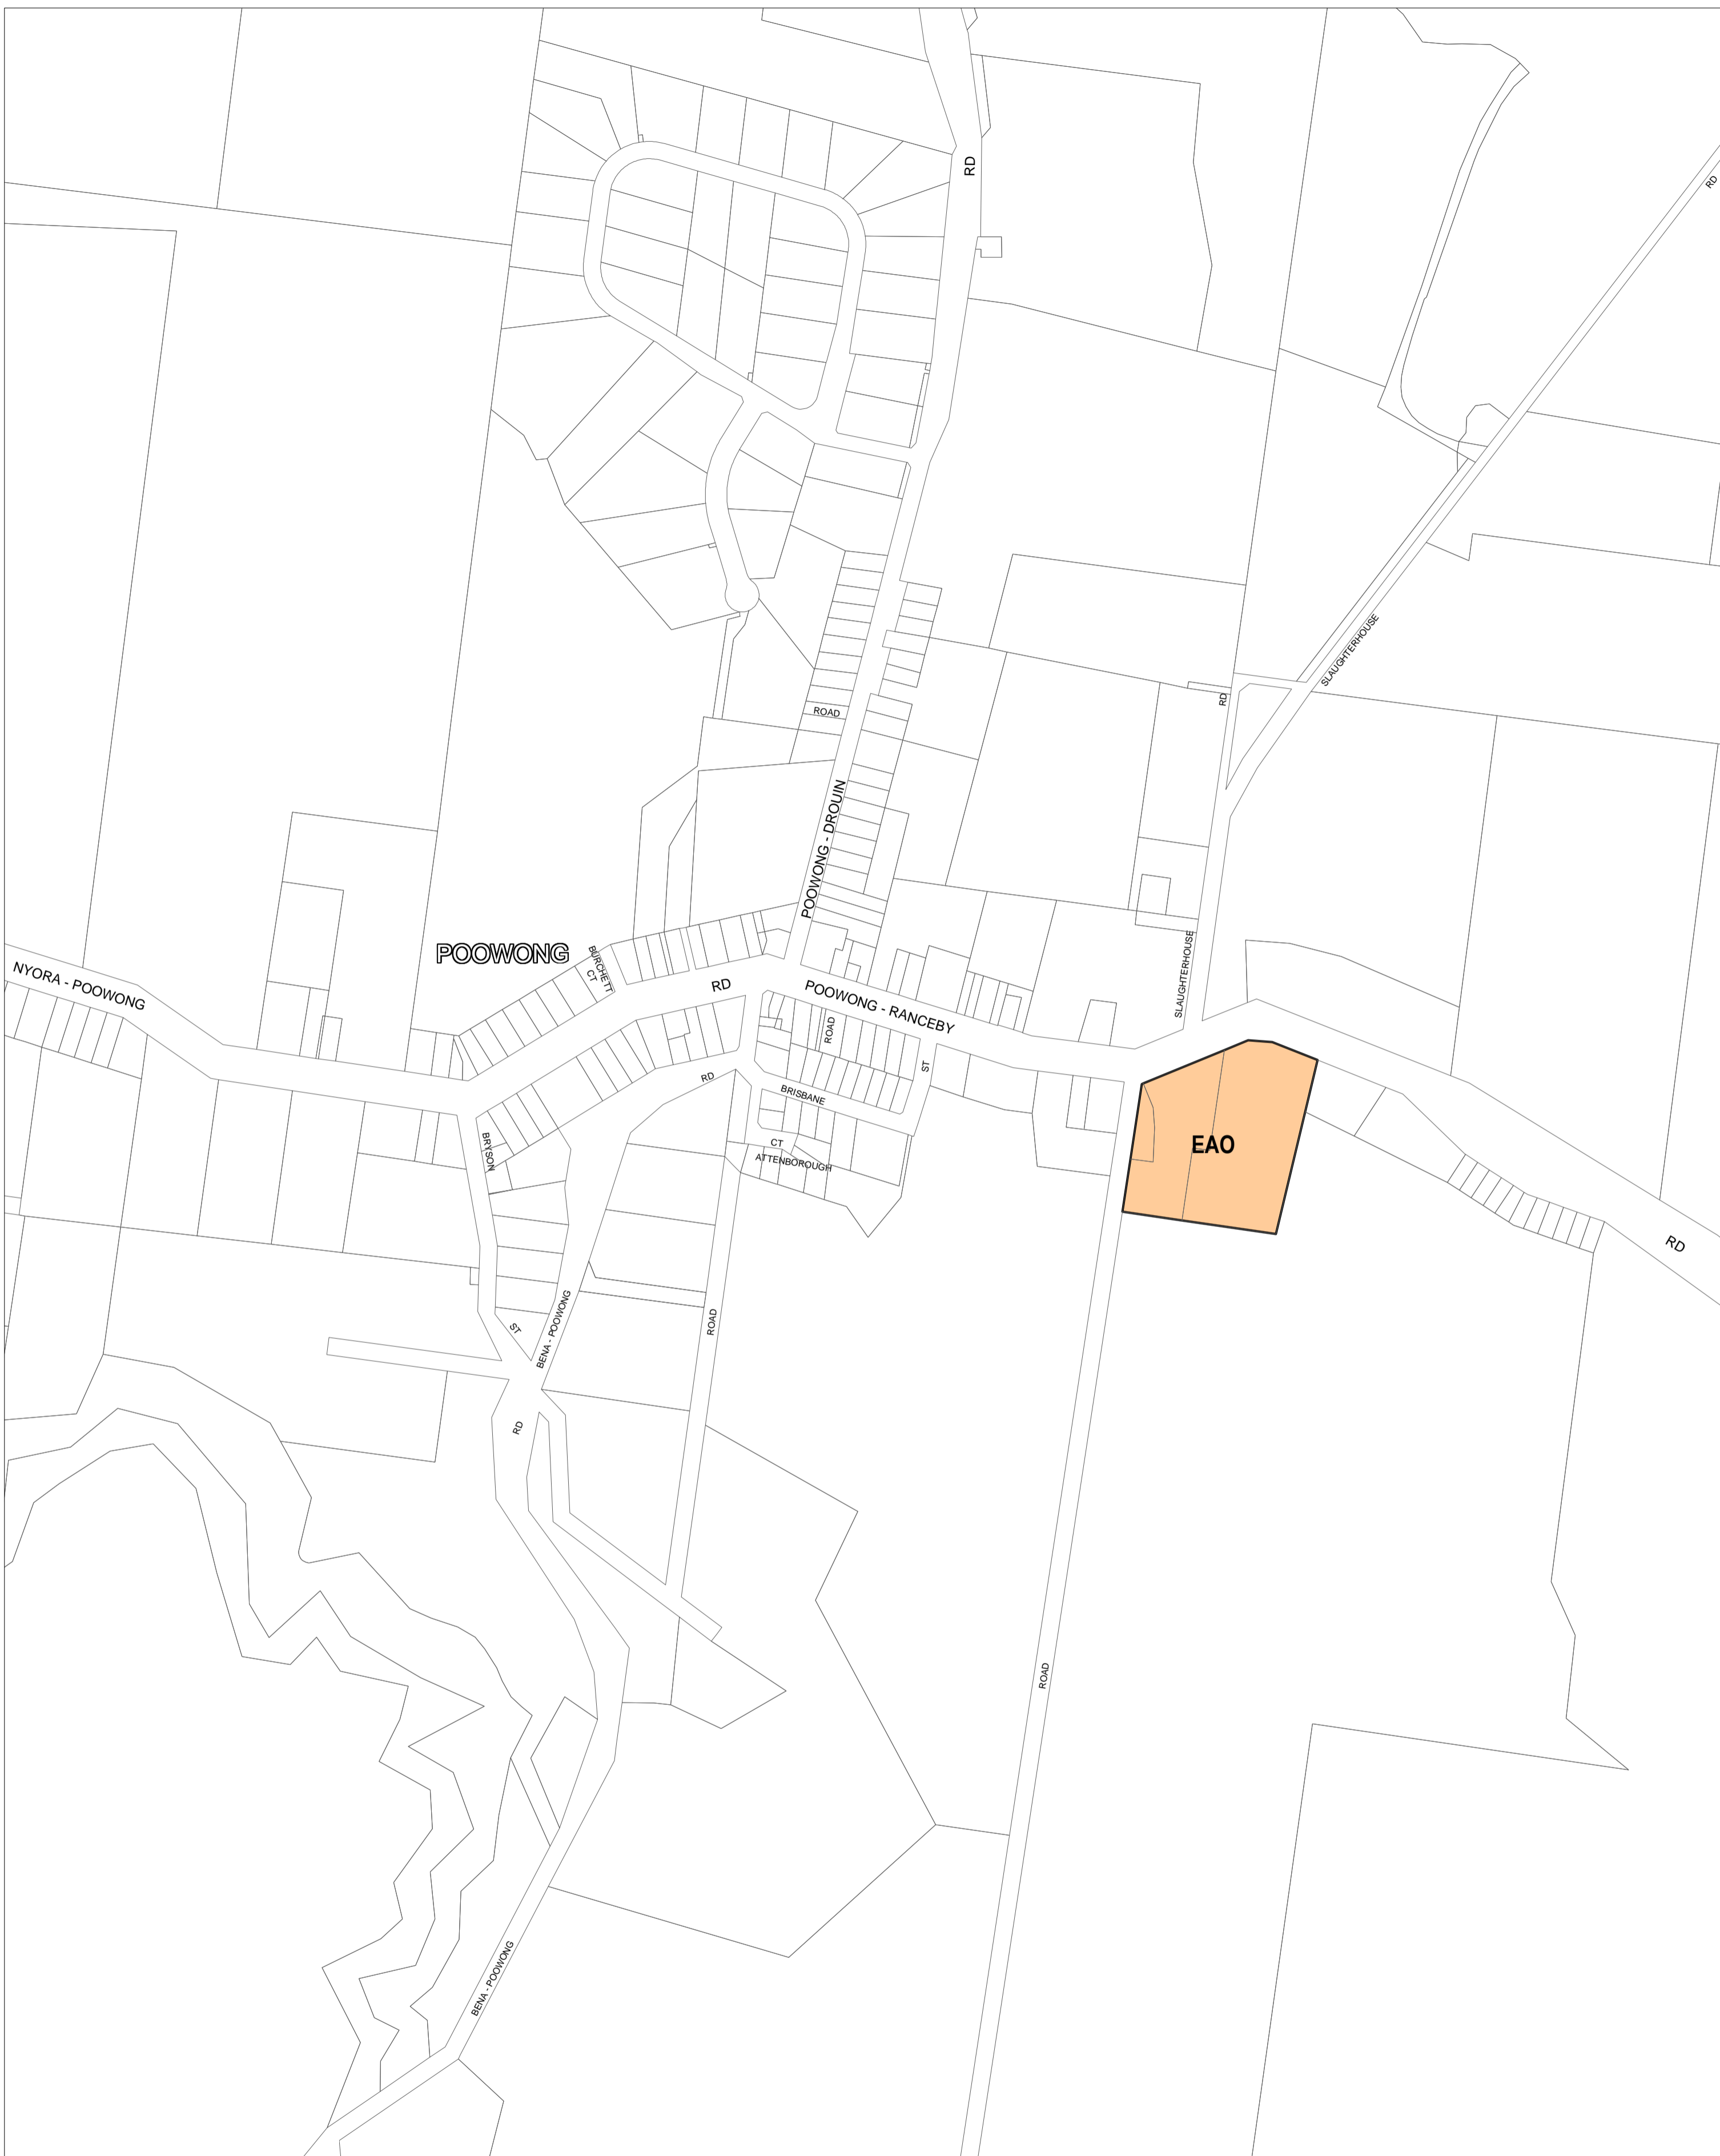 RD
RD
SLAUGHTERHOUSE
RD
ROAD
POOWONG - DROUIN
POOWONG
BURCHETT
CT
NYORA - POOWONG
RD
POOWONG - RANCEBY
SLAUGHTERHOUSE
ROAD
ST
RD
BRISBANE
BRYSON
CT
ATTENBOROUGH
EAO
RD
ST
BENA - POOWONG
ROAD
RD
ROAD
BENA - POOWONG